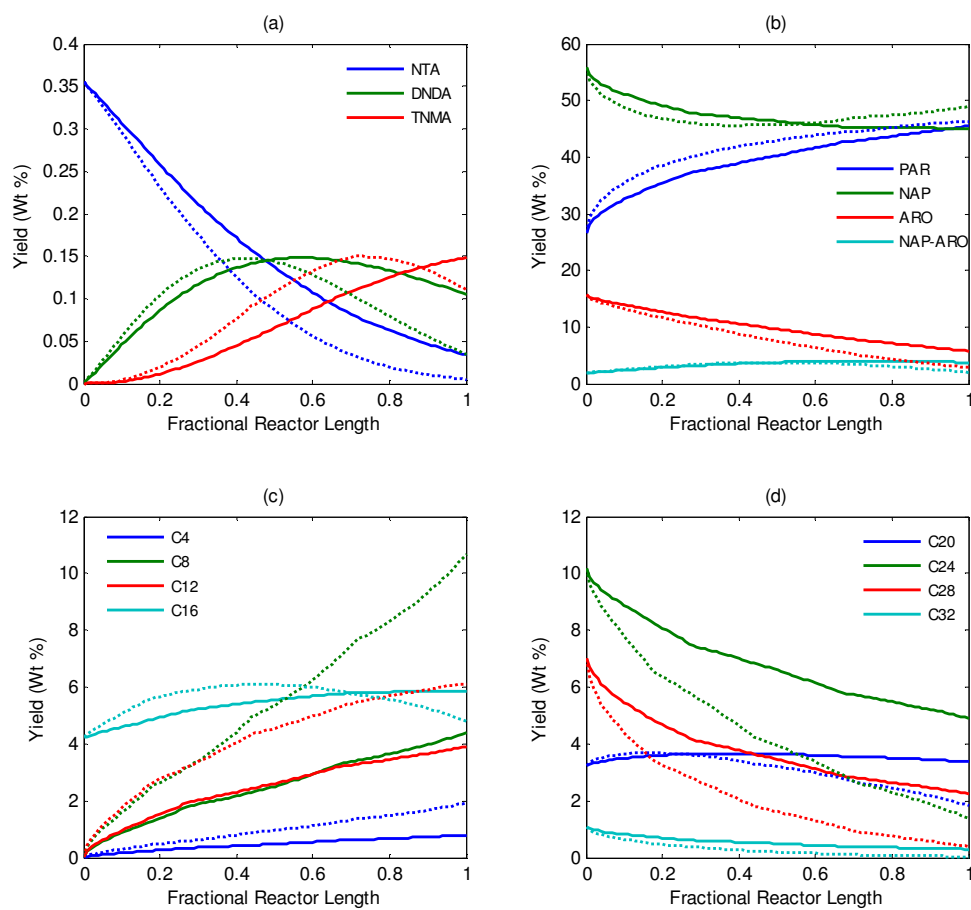 (a)
0.4
0.35
0.3
0.25
0.2
0.15
0.1
0.05
0
Yield (Wt %)
NTA
DNDA
TNMA
0 0.2 0.4 0.6 0.8 1
Fractional Reactor Length
(b)
60
50
40
30
20
10
0
Yield (Wt %)
PAR
NAP
ARO
NAP-ARO
0 0.2 0.4 0.6 0.8 1
Fractional Reactor Length
(c)
12
10
8
6
4
2
0
Yield (Wt %)
C4
C8
C12
C16
0 0.2 0.4 0.6 0.8 1
Fractional Reactor Length
(d)
12
10
8
6
4
2
0
Yield (Wt %)
C20
C24
C28
C32
0 0.2 0.4 0.6 0.8 1
Fractional Reactor Length